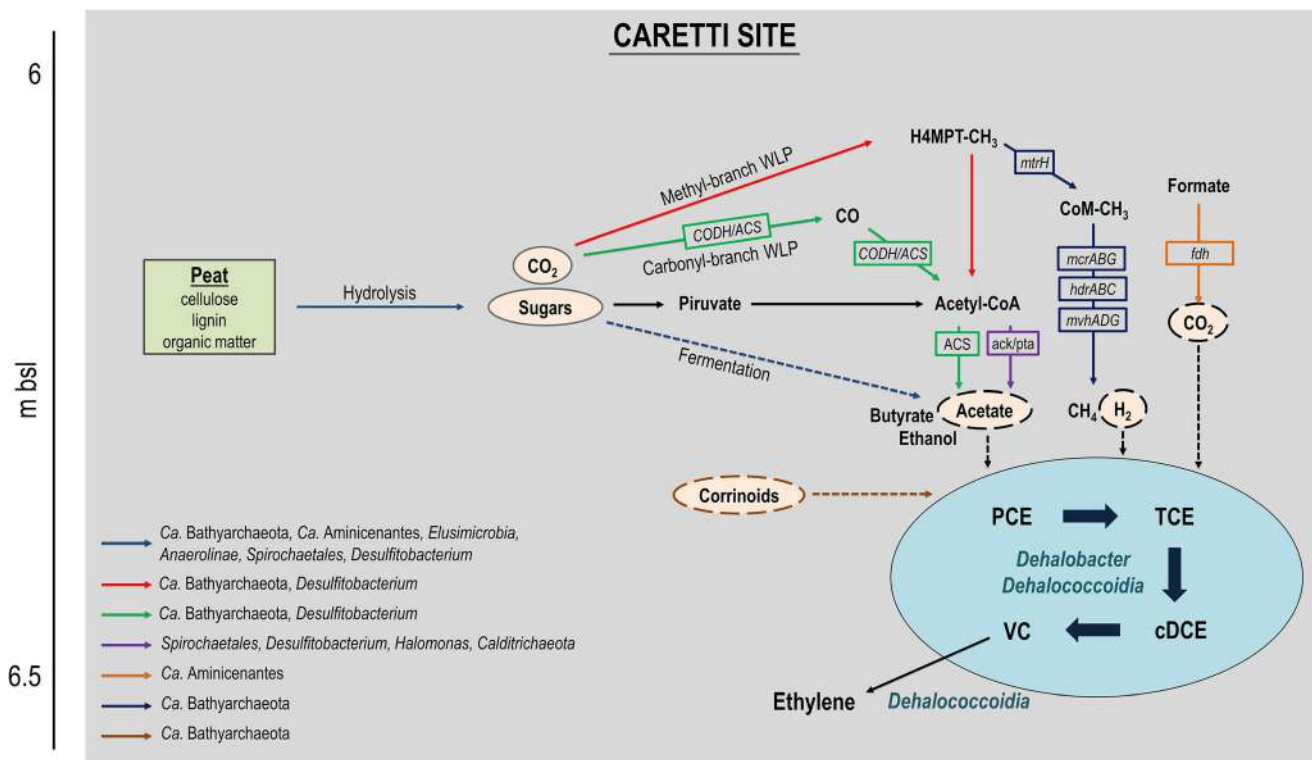 CARETTI SITE
6
m bsl
6.5
H4MPT-CH3
mtrH
Methyl-branch WLP
Formate
CO
CoM-CH3
CODH/ACS
CODH/ACS
Carbonyl-branch WLP
mcrABG
fdh
CO2
Peat
cellulose
lignin
organic matter
Hydrolysis
hdrABC
Sugars
Piruvate
Acetyl-CoA
mvhADG
CO2
ACS
ack/pta
Fermentation
Butyrate
Ethanol
Acetate
CH4
H2
Corrinoids
PCE
TCE
Dehalobacter
Dehalococcoidia
VC
cDCE
Ethylene
Dehalococcoidia
Ca. Bathyarchaeota, Ca. Aminicenantes, Elusimicrobia,
Anaerolinae, Spirochaetales, Desulfitobacterium
Ca. Bathyarchaeota, Desulfitobacterium
Ca. Bathyarchaeota, Desulfitobacterium
Spirochaetales, Desulfitobacterium, Halomonas, Calditrichaeota
Ca. Aminicenantes
Ca. Bathyarchaeota
Ca. Bathyarchaeota